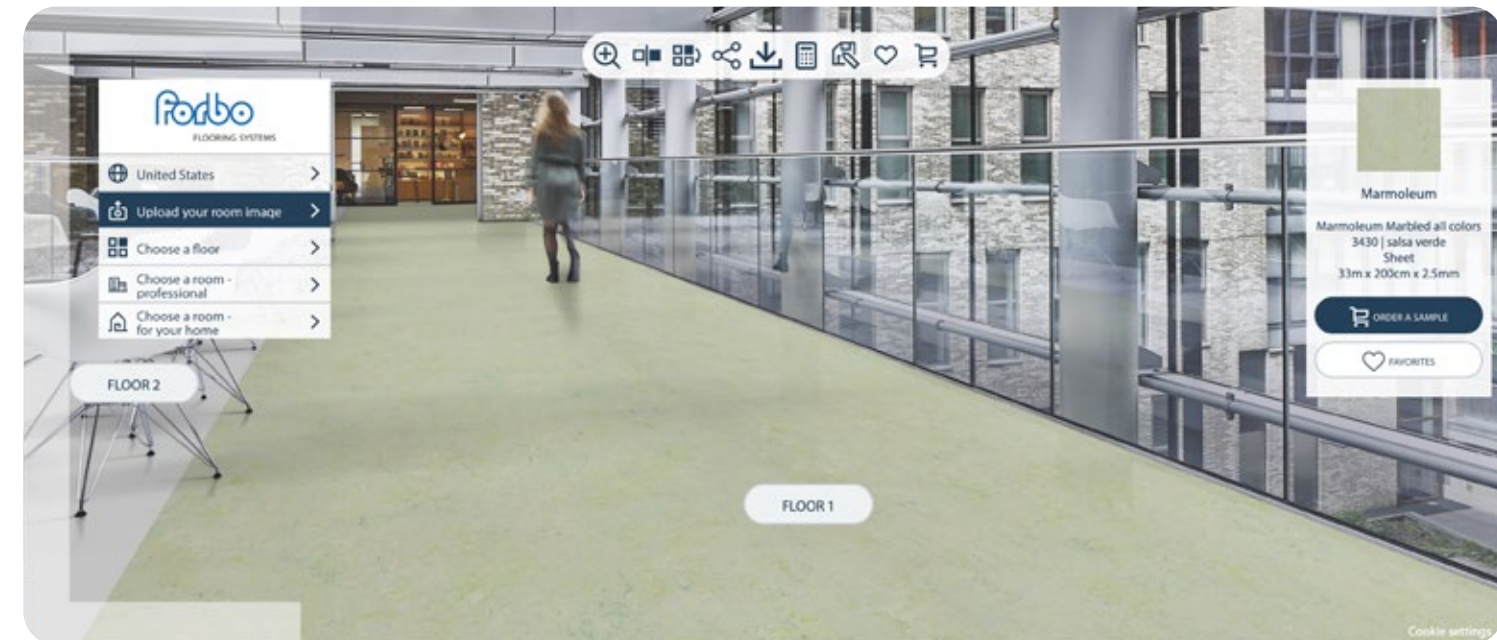 Forbo
FLOORING SYSTEMS
United States
Upload your room image
Choose a floor
Choose a room -
professional
Choose a room -
for your home
FLOOR 2
FLOOR 1
Marmoleum
Marmoleum Marbled all colors
3430 | salsa verde
Sheet
33m x 200cm x 2.5mm
ORDER A SAMPLE
FAVORITES
Cookie settings